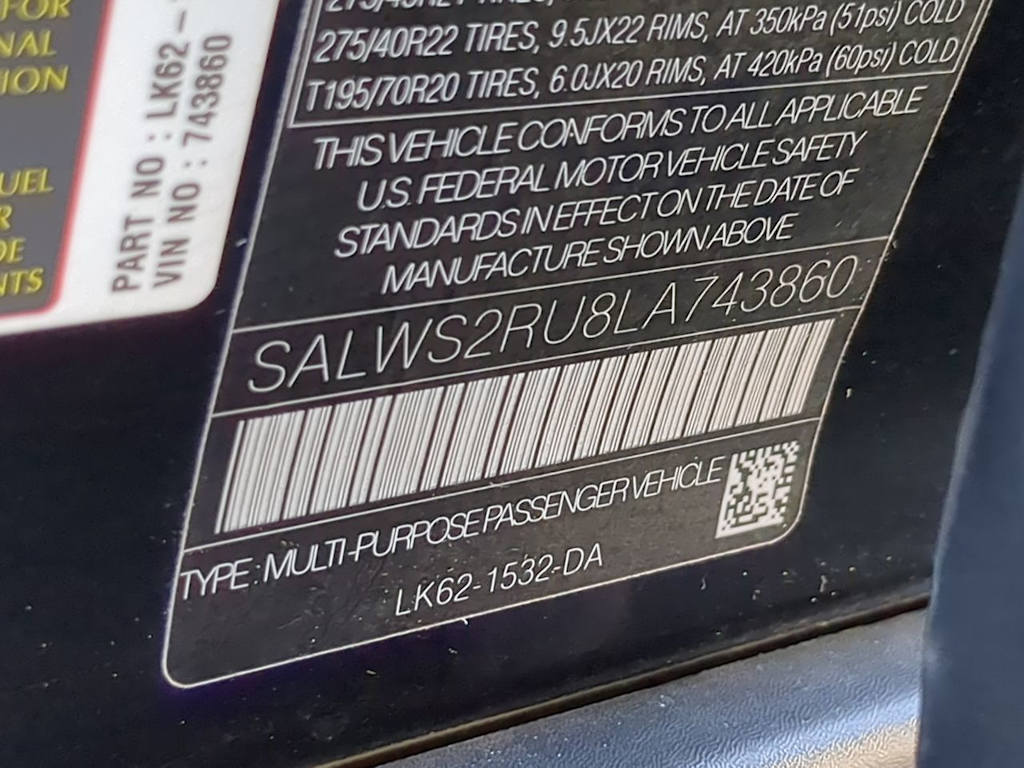 FOR
NAL
ION
UEL
R
DE
NTS
PART NO : LK62-
VIN NO : 743860
275/40R22 TIRES, 9.5JX22 RIMS, AT 350kPa (51psi) COLD
T195/70R20 TIRES, 6.0JX20 RIMS, AT 420kPa (60psi) COLD
THIS VEHICLE CONFORMS TO ALL APPLICABLE
U.S. FEDERAL MOTOR VEHICLE SAFETY
STANDARDS IN EFFECT ON THE DATE OF
MANUFACTURE SHOWN ABOVE
SALWS2RU8LA743860
TYPE : MULTI-PURPOSE PASSENGER VEHICLE
LK62-1532-DA